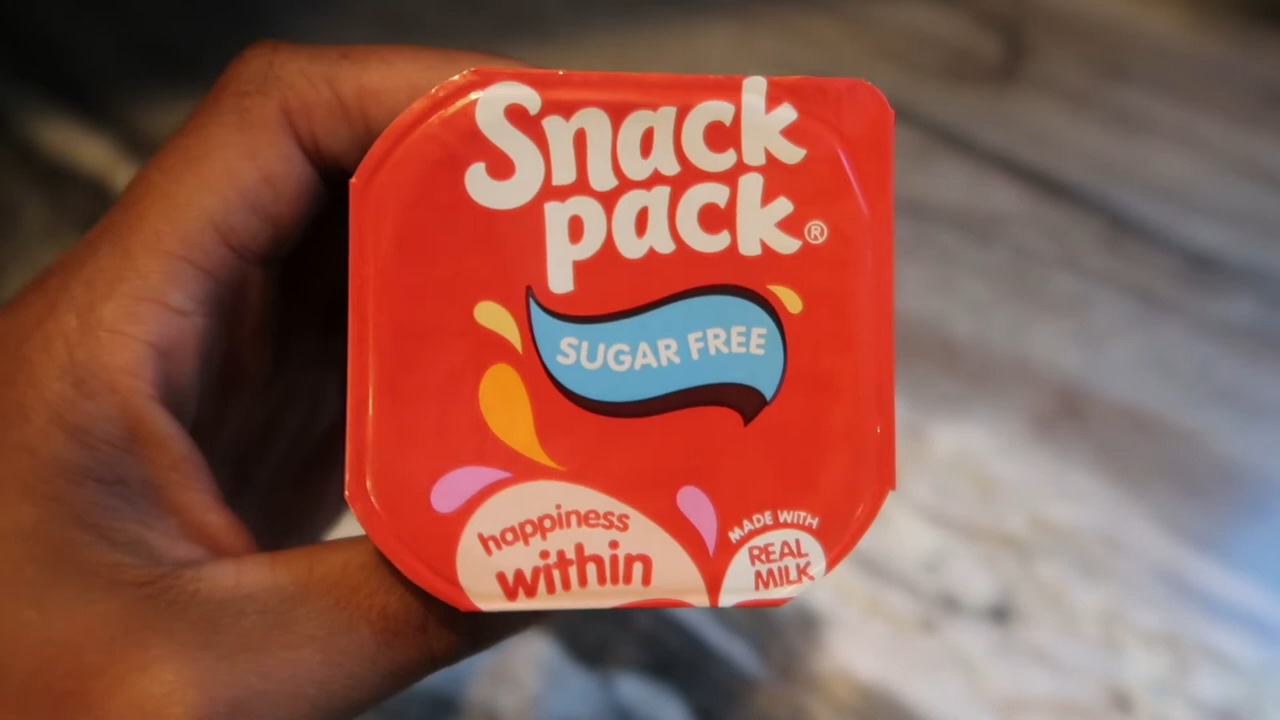 Snack
pack®
SUGAR FREE
happiness
within
MADE WITH
REAL
MILK